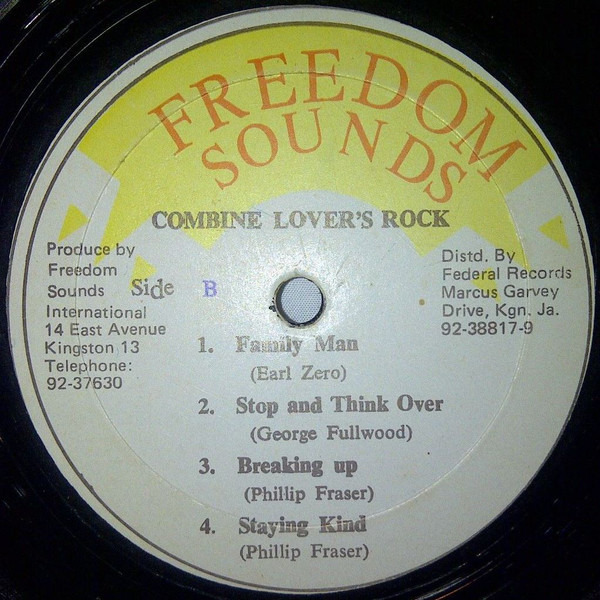 FREEDOM
SOUNDS
COMBINE LOVER'S ROCK
Produce by
Freedom
Sounds
International
14 East Avenue
Kingston 13
Telephone:
92-37630
Side B
Distd. By
Federal Records
Marcus Garvey
Drive, Kgn. Ja.
92-38817-9
1. Family Man
(Earl Zero)
2. Stop and Think Over
(George Fullwood)
3. Breaking up
(Phillip Fraser)
4. Staying Kind
(Phillip Fraser)